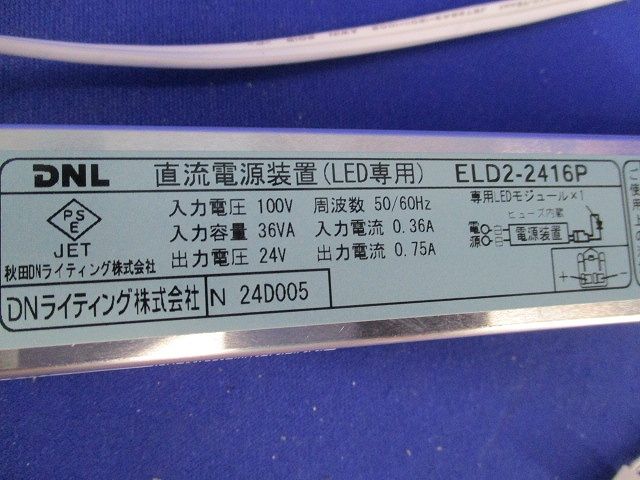 DNL 直流電源装置(LED専用) ELD2-2416P
PS
E
JET
入力電圧 100V 周波数 50/60Hz
入力容量 36VA 入力電流 0.36A
出力電圧 24V 出力電流 0.75A
専用LEDモジュール×1
ヒューズ内蔵
電源
電源装置
+ -
秋田DNライティング株式会社
DNライティング株式会社 N 24D005